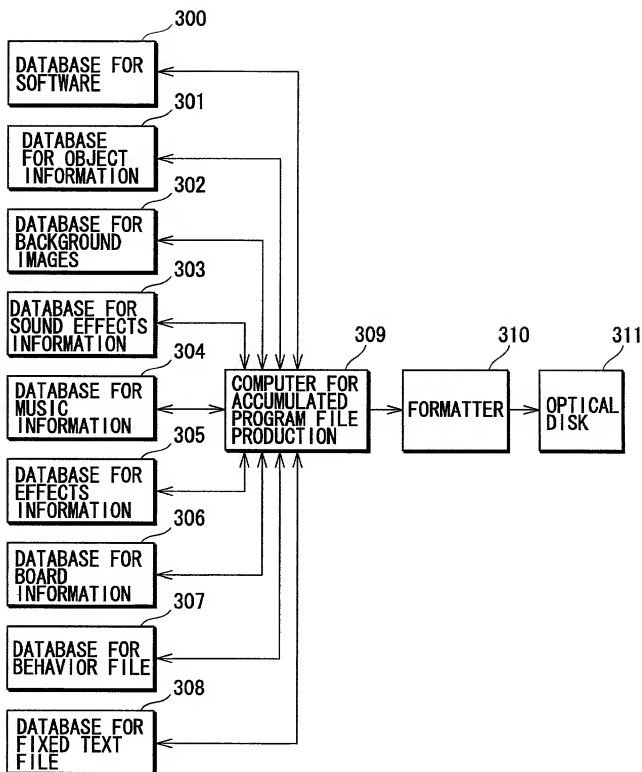 300
DATABASE FOR
SOFTWARE
301
DATABASE
FOR OBJECT
INFORMATION
302
DATABASE FOR
BACKGROUND
IMAGES
303
DATABASE FOR
SOUND EFFECTS
INFORMATION
304
DATABASE FOR
MUSIC
INFORMATION
305
DATABASE FOR
EFFECTS
INFORMATION
306
DATABASE FOR
BOARD
INFORMATION
307
DATABASE FOR
BEHAVIOR FILE
308
DATABASE FOR
FIXED TEXT
FILE
309
COMPUTER FOR
ACCUMULATED
PROGRAM FILE
PRODUCTION
310
FORMATTER
311
OPTICAL
DISK